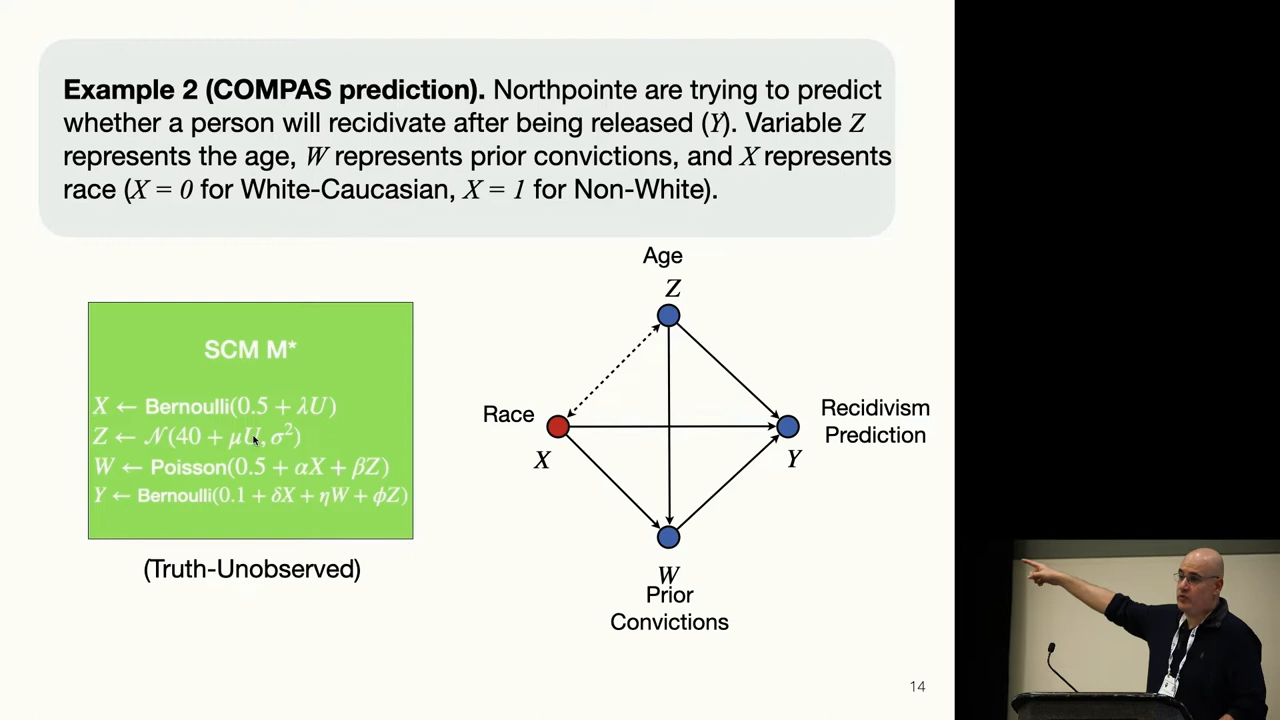 Example 2 (COMPAS prediction). Northpointe are trying to predict
whether a person will recidivate after being released (Y). Variable Z
represents the age, W represents prior convictions, and X represents
race (X = 0 for White-Caucasian, X = 1 for Non-White).
Age
Z
SCM M*
X ← Bernoulli(0.5 + λU)
Z ← 𝒩(40 + μU, σ²)
W ← Poisson(0.5 + αX + βZ)
Y ← Bernoulli(0.1 + δX + ηW + ϕZ)
(Truth-Unobserved)
Race
X
Recidivism
Prediction
Y
W
Prior
Convictions
14